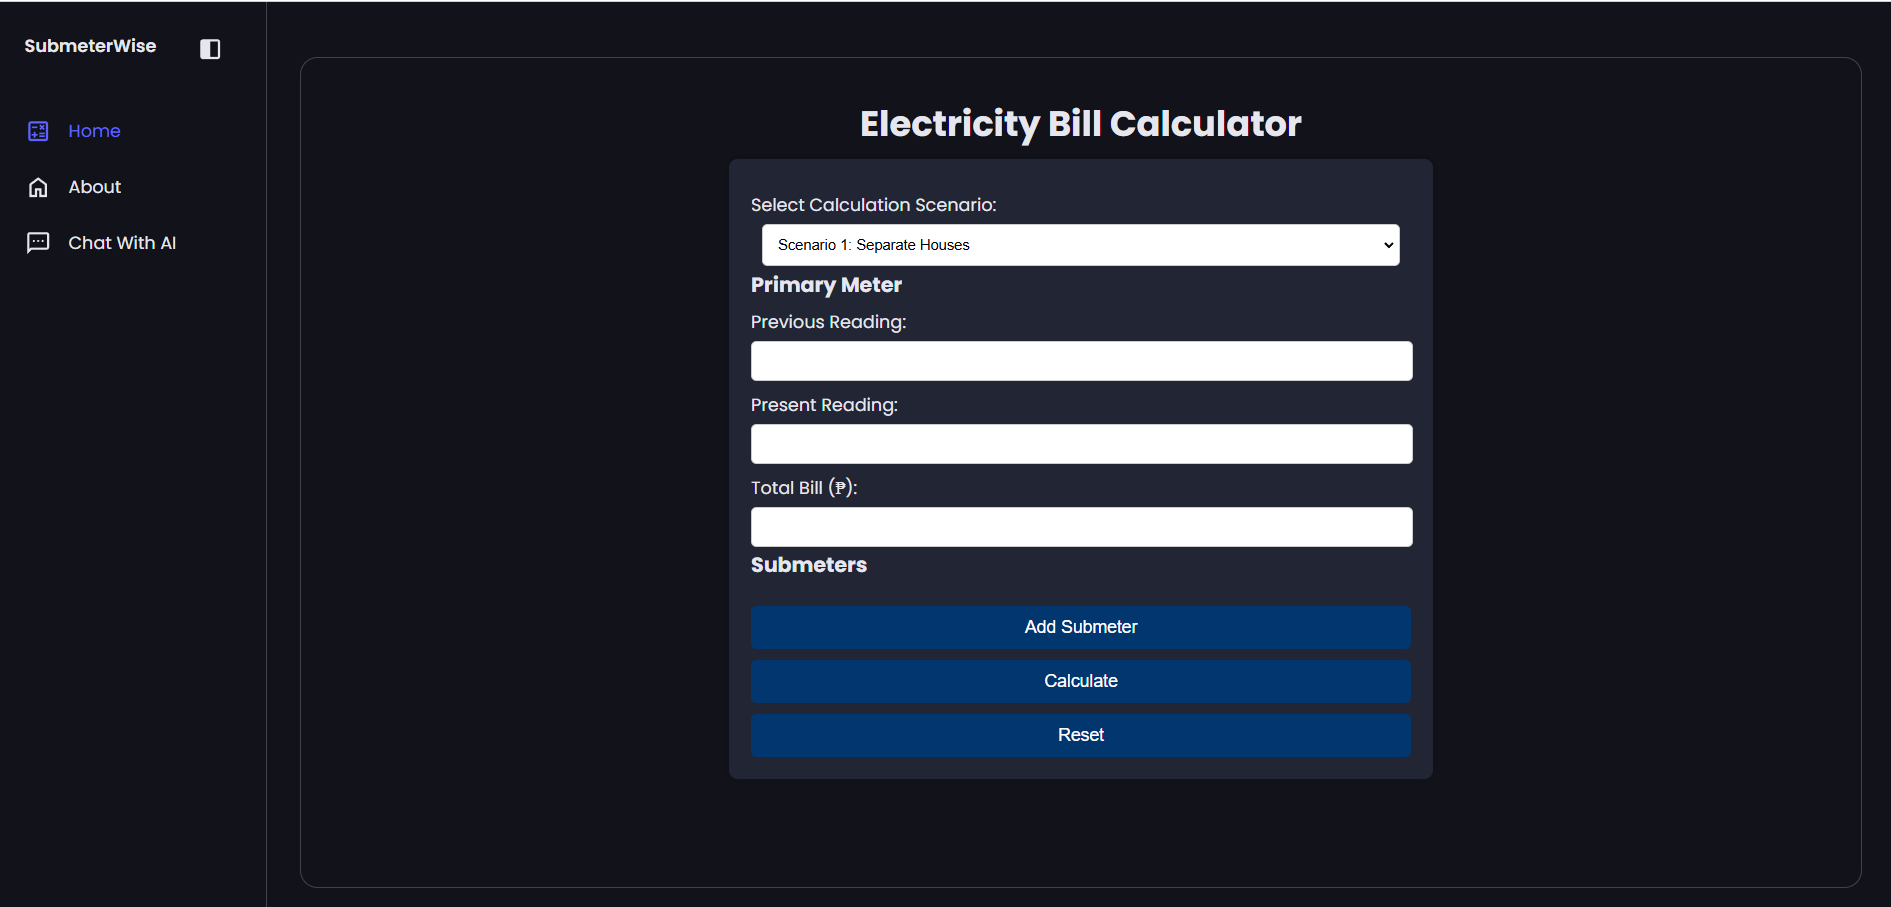 SubmeterWise
Home
About
Chat With AI
Electricity Bill Calculator
Select Calculation Scenario:
Scenario 1: Separate Houses
Primary Meter
Previous Reading:
Present Reading:
Total Bill (₱):
Submeters
Add Submeter
Calculate
Reset